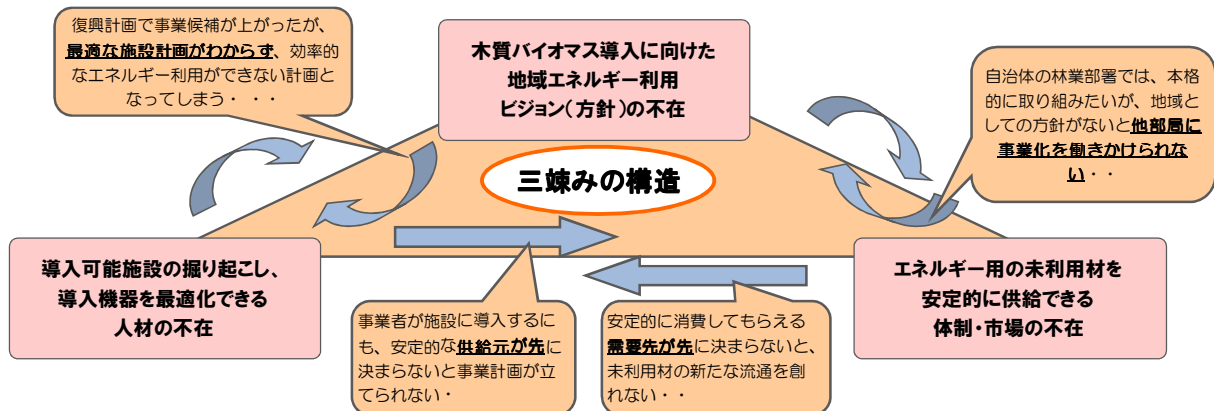 復興計画で事業候補が上がったが、
最適な施設計画がわからず、効率的
なエネルギー利用ができない計画と
なってしまう・・・
木質バイオマス導入に向けた
地域エネルギー利用
ビジョン(方針)の不在
自治体の林業部署では、本格
的に取り組みたいが、地域と
しての方針がないと他部局に
事業化を働きかけられな
い・・
三竦みの構造
導入可能施設の掘り起こし、
導入機器を最適化できる
人材の不在
エネルギー用の未利用材を
安定的に供給できる
体制・市場の不在
事業者が施設に導入するに
も、安定的な供給元が先に
決まらないと事業計画が立
てられない・
安定的に消費してもらえる
需要先が先に決まらないと、
未利用材の新たな流通を創
れない・・